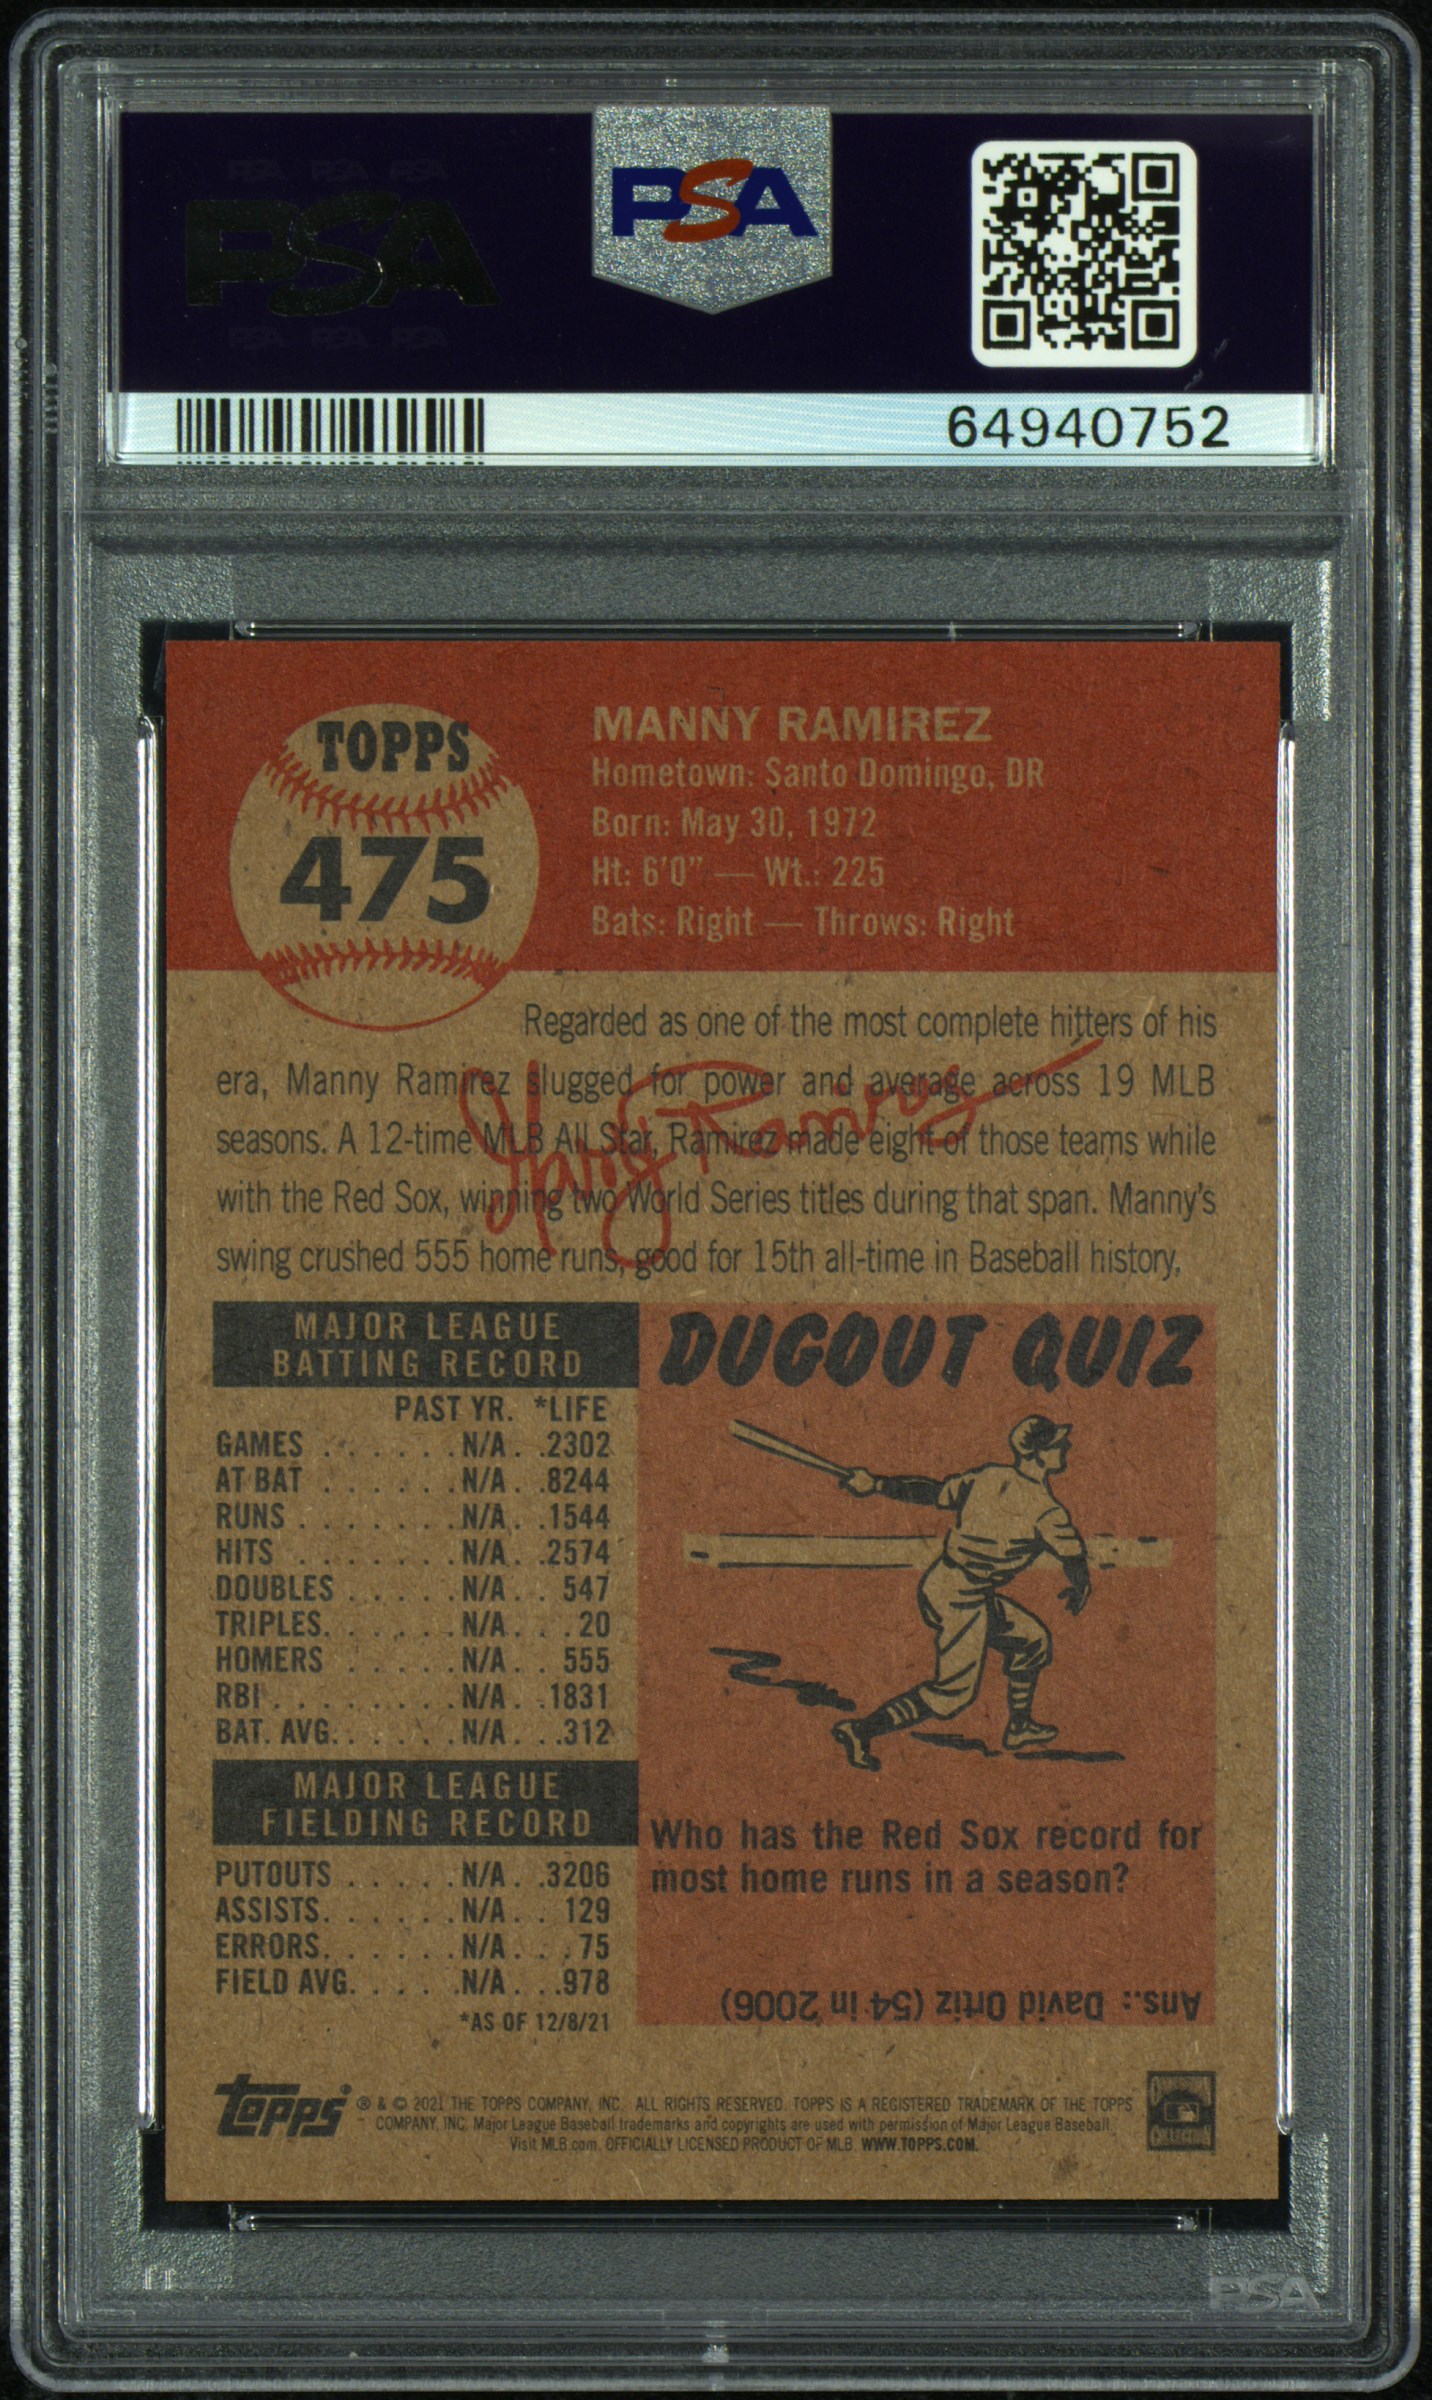 PSA PSA PSA
PSA
PSA PSA PSA
PSA
64940752
TOPPS
475
MANNY RAMIREZ
Hometown: Santo Domingo, DR
Born: May 30, 1972
Ht: 6'0" — Wt.: 225
Bats: Right — Throws: Right
Regarded as one of the most complete hitters of his
era, Manny Ramirez slugged for power and average across 19 MLB
seasons. A 12-time MLB All Star, Ramirez made eight of those teams while
with the Red Sox, winning two World Series titles during that span. Manny's
swing crushed 555 home runs, good for 15th all-time in Baseball history.
MAJOR LEAGUE
BATTING RECORD
PAST YR. *LIFE
GAMES . . . . . . N/A . . 2302
AT BAT . . . . . . N/A . . 8244
RUNS . . . . . . . N/A . . 1544
HITS . . . . . . . N/A . . 2574
DOUBLES . . . . . N/A . . 547
TRIPLES. . . . . . N/A . . . 20
HOMERS . . . . . N/A . . 555
RBI . . . . . . . . N/A . . 1831
BAT. AVG. . . . . . N/A . . .312
MAJOR LEAGUE
FIELDING RECORD
PUTOUTS . . . . . N/A . . 3206
ASSISTS. . . . . . N/A . . 129
ERRORS. . . . . . N/A . . . 75
FIELD AVG. . . . . N/A . . .978
*AS OF 12/8/21
DUGOUT QUIZ
Who has the Red Sox record for
most home runs in a season?
Ans.: David Ortiz (54 in 2006)
Topps
® & © 2021 THE TOPPS COMPANY, INC. ALL RIGHTS RESERVED. TOPPS IS A REGISTERED TRADEMARK OF THE TOPPS
COMPANY, INC. Major League Baseball trademarks and copyrights are used with permission of Major League Baseball.
Visit MLB.com. OFFICIALLY LICENSED PRODUCT OF MLB. WWW.TOPPS.COM.
COLLECTION
PSA